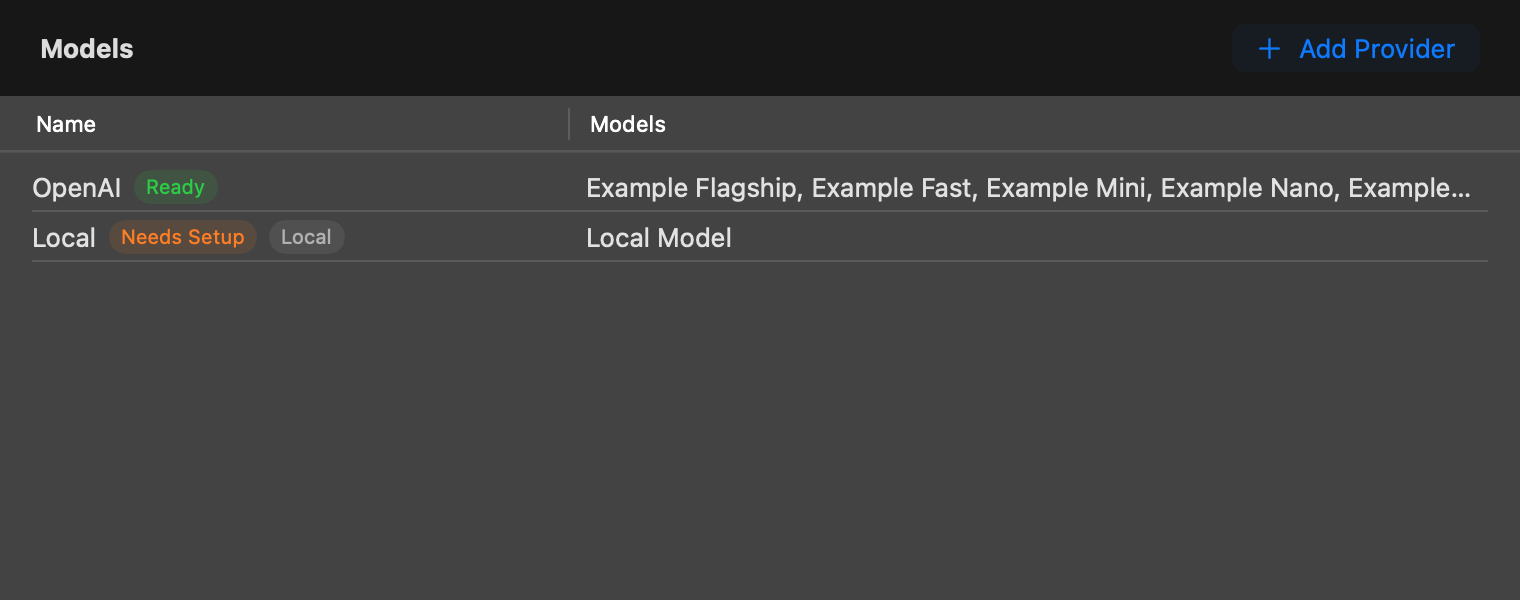 Models
+ Add Provider
Name Models
OpenAI Ready Example Flagship, Example Fast, Example Mini, Example Nano, Example...
Local Needs Setup Local Local Model